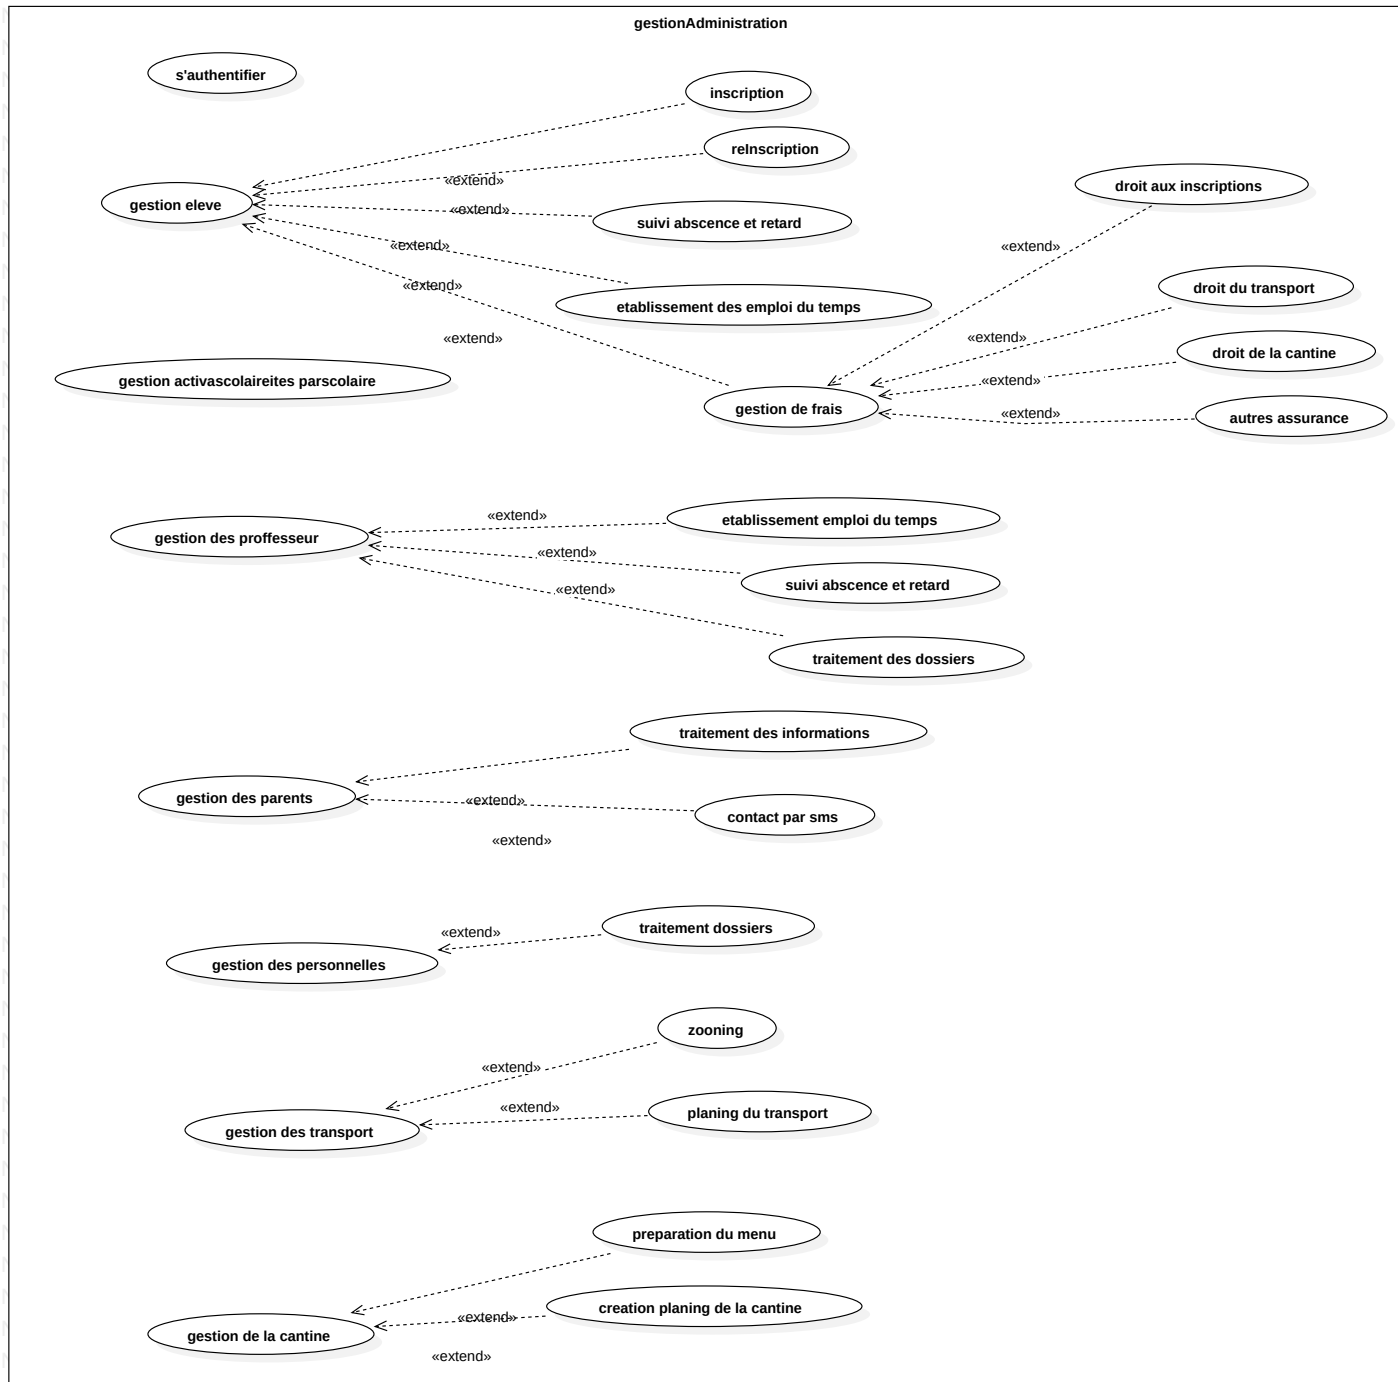 gestionAdministration
s'authentifier
inscription
reInscription
«extend»
droit aux inscriptions
gestion eleve
«extend»
suivi abscence et retard
«extend»
«extend»
«extend»
droit du transport
etablissement des emploi du temps
«extend»
«extend»
droit de la cantine
gestion activascolaireites parscolaire
«extend»
gestion de frais
«extend»
autres assurance
«extend»
etablissement emploi du temps
gestion des proffesseur
«extend»
suivi abscence et retard
«extend»
traitement des dossiers
traitement des informations
gestion des parents
«extend»
contact par sms
«extend»
traitement dossiers
«extend»
gestion des personnelles
zooning
«extend»
«extend»
planing du transport
gestion des transport
preparation du menu
creation planing de la cantine
«extend»
gestion de la cantine
«extend»